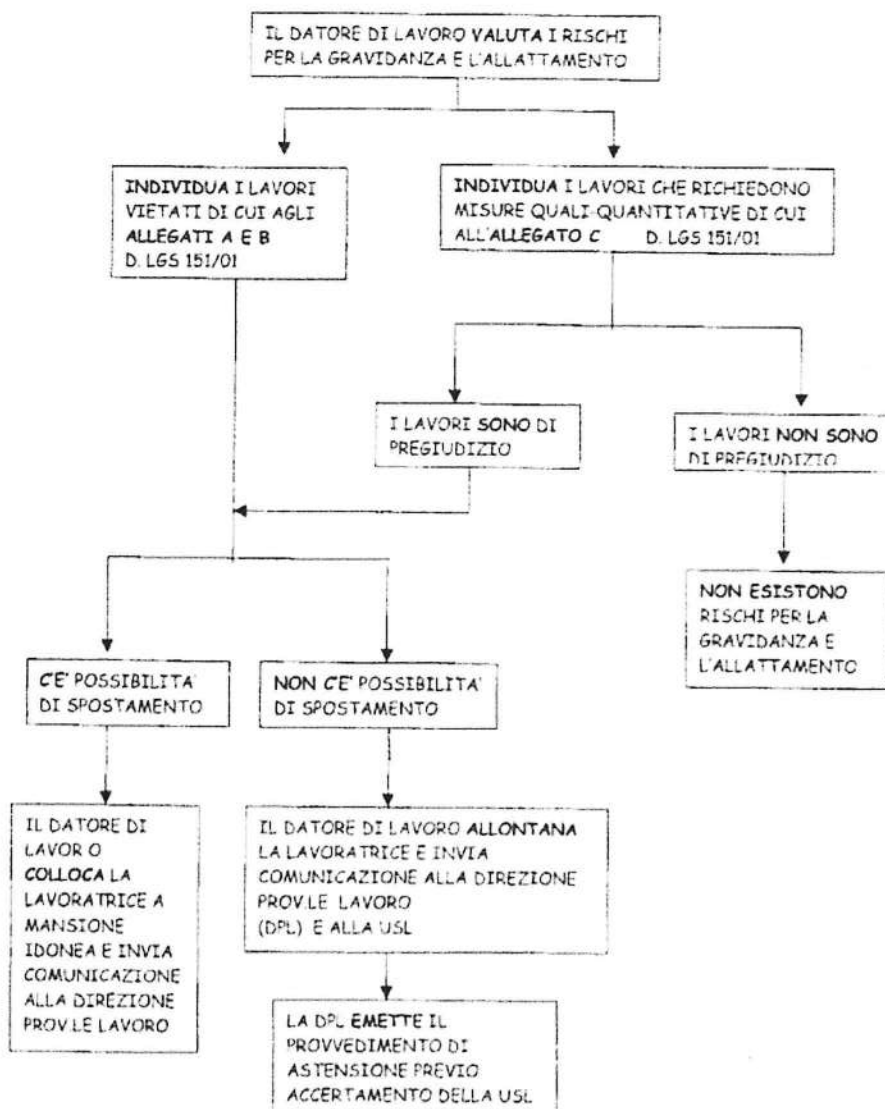 IL DATORE DI LAVORO VALUTA I RISCHI
PER LA GRAVIDANZA E L'ALLATTAMENTO
INDIVIDUA I LAVORI
VIETATI DI CUI AGLI
ALLEGATI A E B
D. LGS 151/01
INDIVIDUA I LAVORI CHE RICHIEDONO
MISURE QUALI-QUANTITATIVE DI CUI
ALL'ALLEGATO C D. LGS 151/01
I LAVORI SONO DI
PREGIUDIZIO
I LAVORI NON SONO
DI PREGIUDIZIO
NON ESISTONO
RISCHI PER LA
GRAVIDANZA E
L'ALLATTAMENTO
C'E' POSSIBILITA'
DI SPOSTAMENTO
NON C'E' POSSIBILITA'
DI SPOSTAMENTO
IL DATORE DI
LAVOR O
COLLOCA LA
LAVORATRICE A
MANSIONE
IDONEA E INVIA
COMUNICAZIONE
ALLA DIREZIONE
PROV.LE LAVORO
IL DATORE DI LAVORO ALLONTANA
LA LAVORATRICE E INVIA
COMUNICAZIONE ALLA DIREZIONE
PROV.LE LAVORO
(DPL) E ALLA USL
LA DPL EMETTE IL
PROVVEDIMENTO DI
ASTENSIONE PREVIO
ACCERTAMENTO DELLA USL